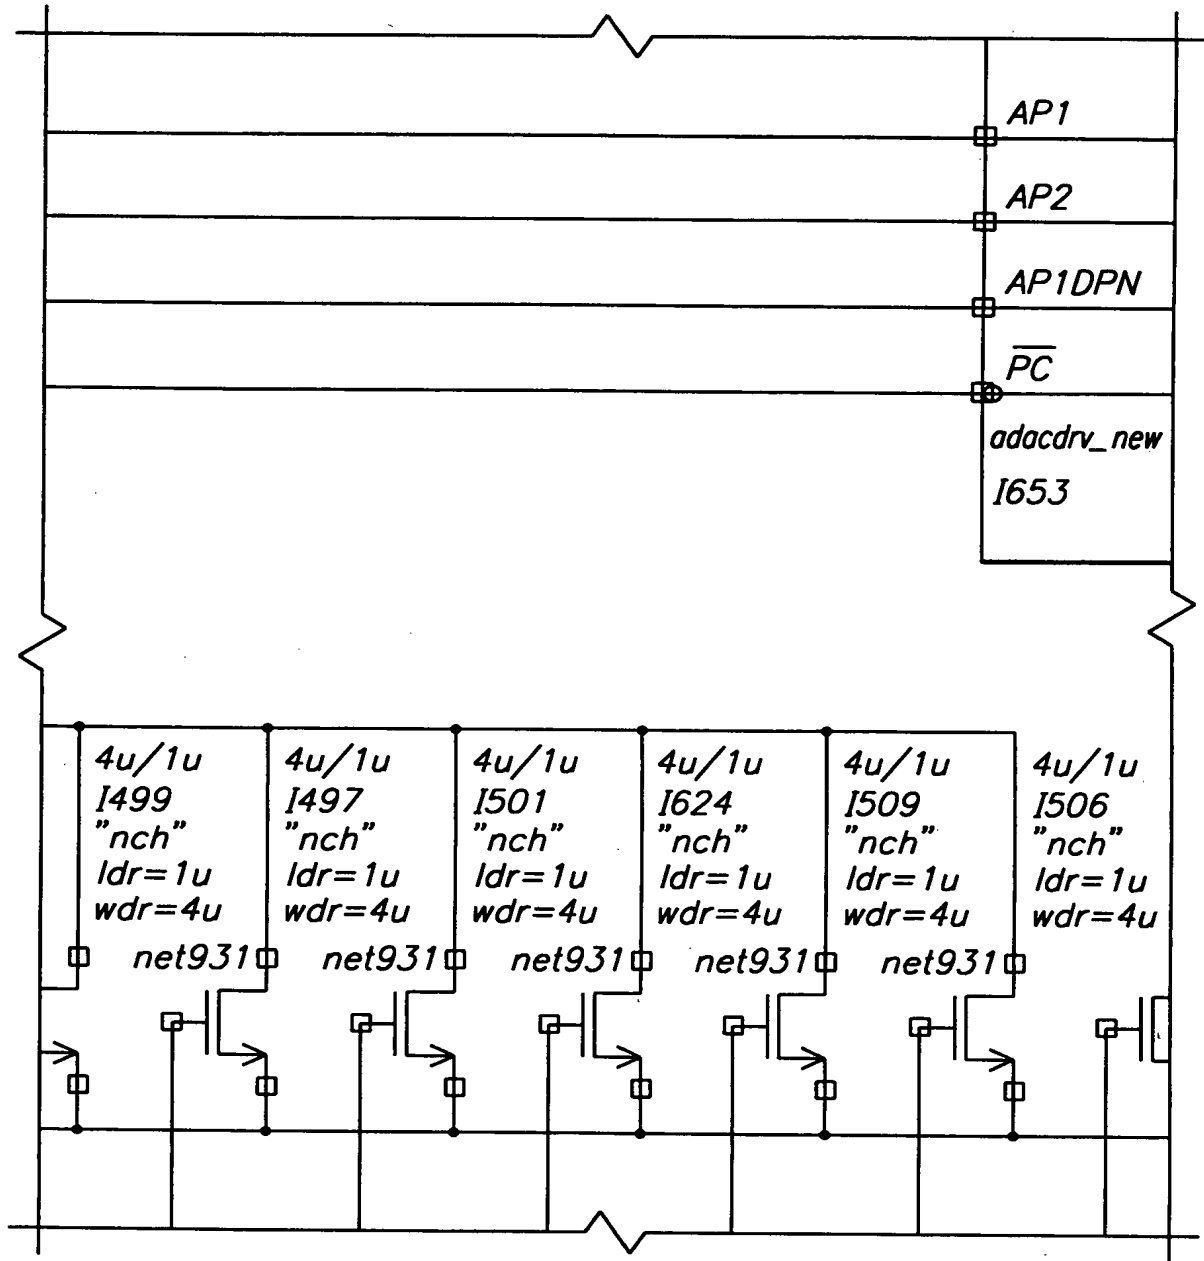 AP1
AP2
AP1DPN
P̅C̅
adacdrv_new
I653
4u/1u 4u/1u 4u/1u 4u/1u 4u/1u 4u/1u
I499 I497 I501 I624 I509 I506
"nch" "nch" "nch" "nch" "nch" "nch"
ldr=1u ldr=1u ldr=1u ldr=1u ldr=1u ldr=1u
wdr=4u wdr=4u wdr=4u wdr=4u wdr=4u wdr=4u
net931 net931 net931 net931 net931